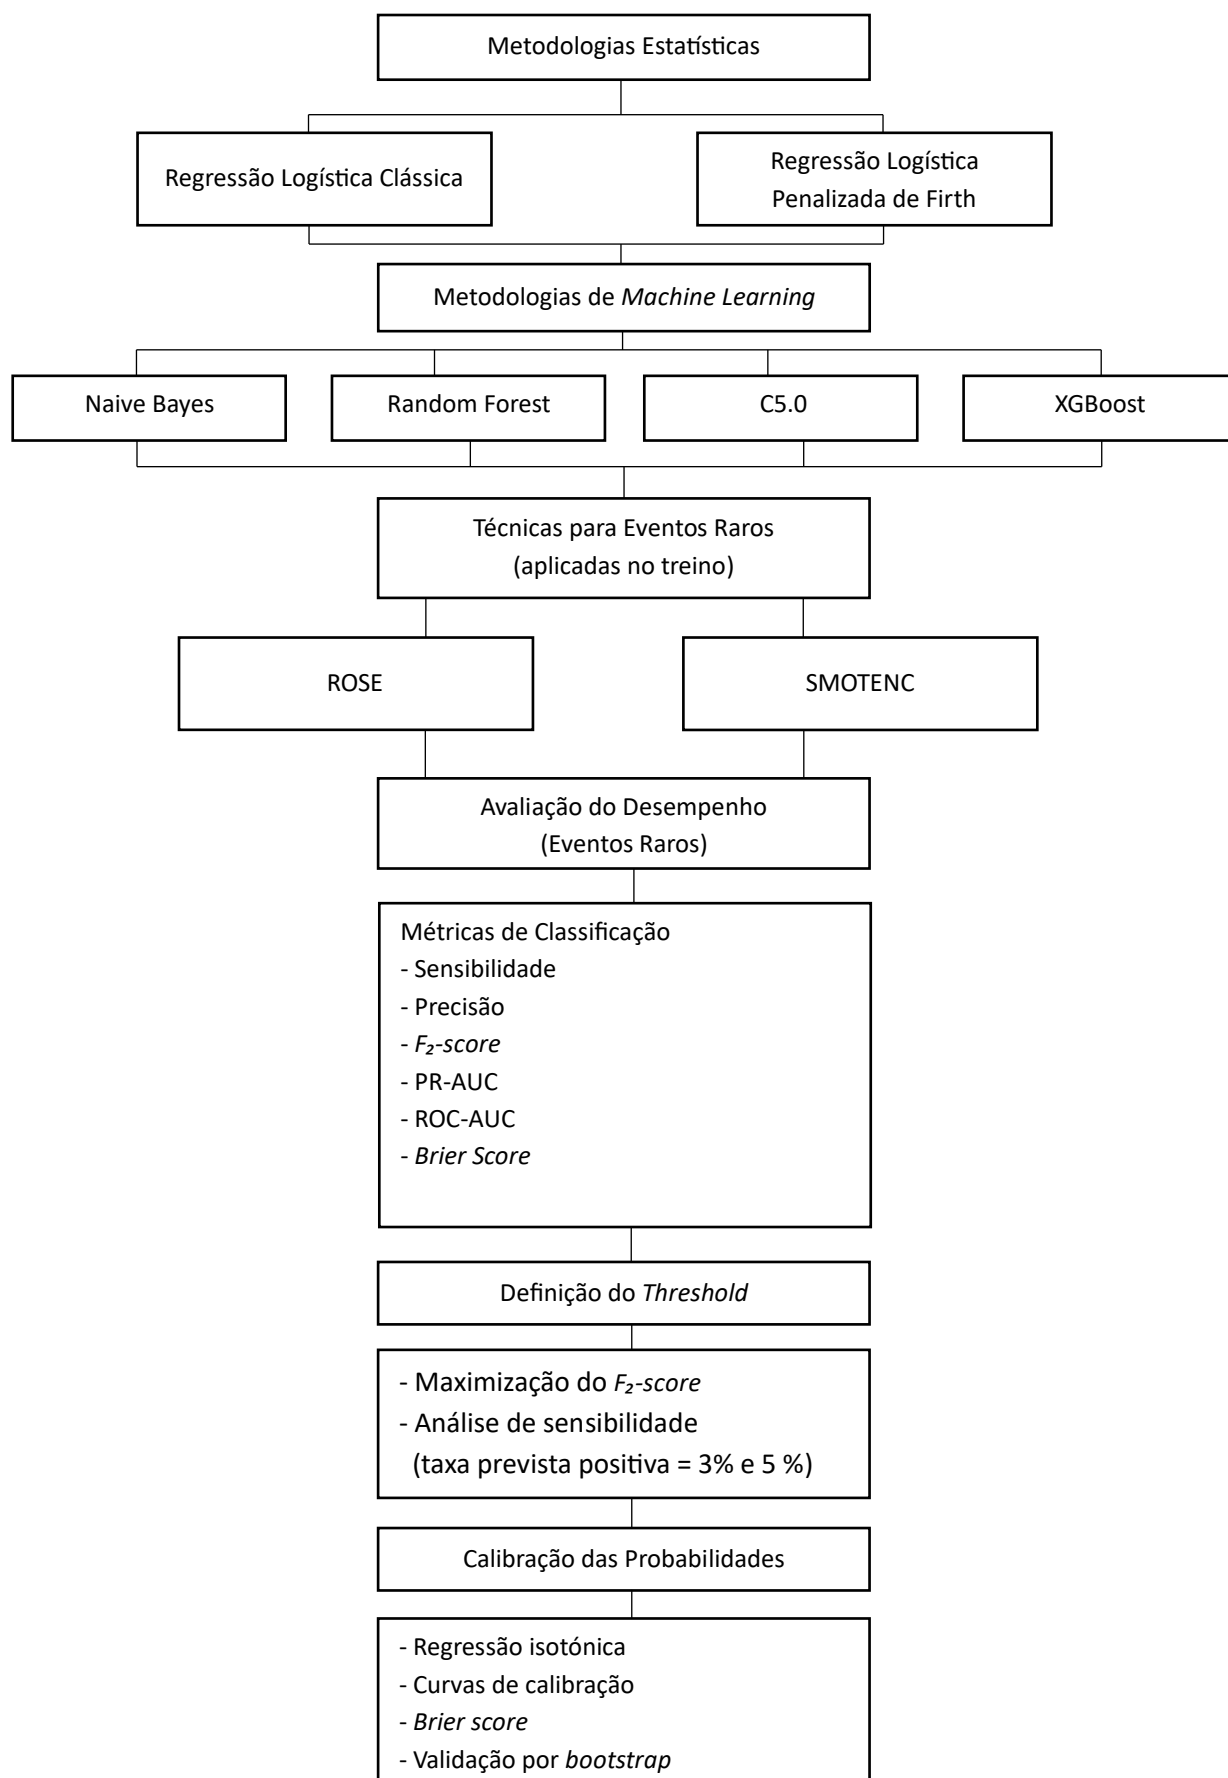 Metodologias Estatísticas
Regressão Logística Clássica
Regressão Logística
Penalizada de Firth
Metodologias de Machine Learning
Naive Bayes
Random Forest
C5.0
XGBoost
Técnicas para Eventos Raros
(aplicadas no treino)
ROSE
SMOTENC
Avaliação do Desempenho
(Eventos Raros)
Métricas de Classificação
- Sensibilidade
- Precisão
- F₂-score
- PR-AUC
- ROC-AUC
- Brier Score
Definição do Threshold
- Maximização do F₂-score
- Análise de sensibilidade
(taxa prevista positiva = 3% e 5 %)
Calibração das Probabilidades
- Regressão isotónica
- Curvas de calibração
- Brier score
- Validação por bootstrap